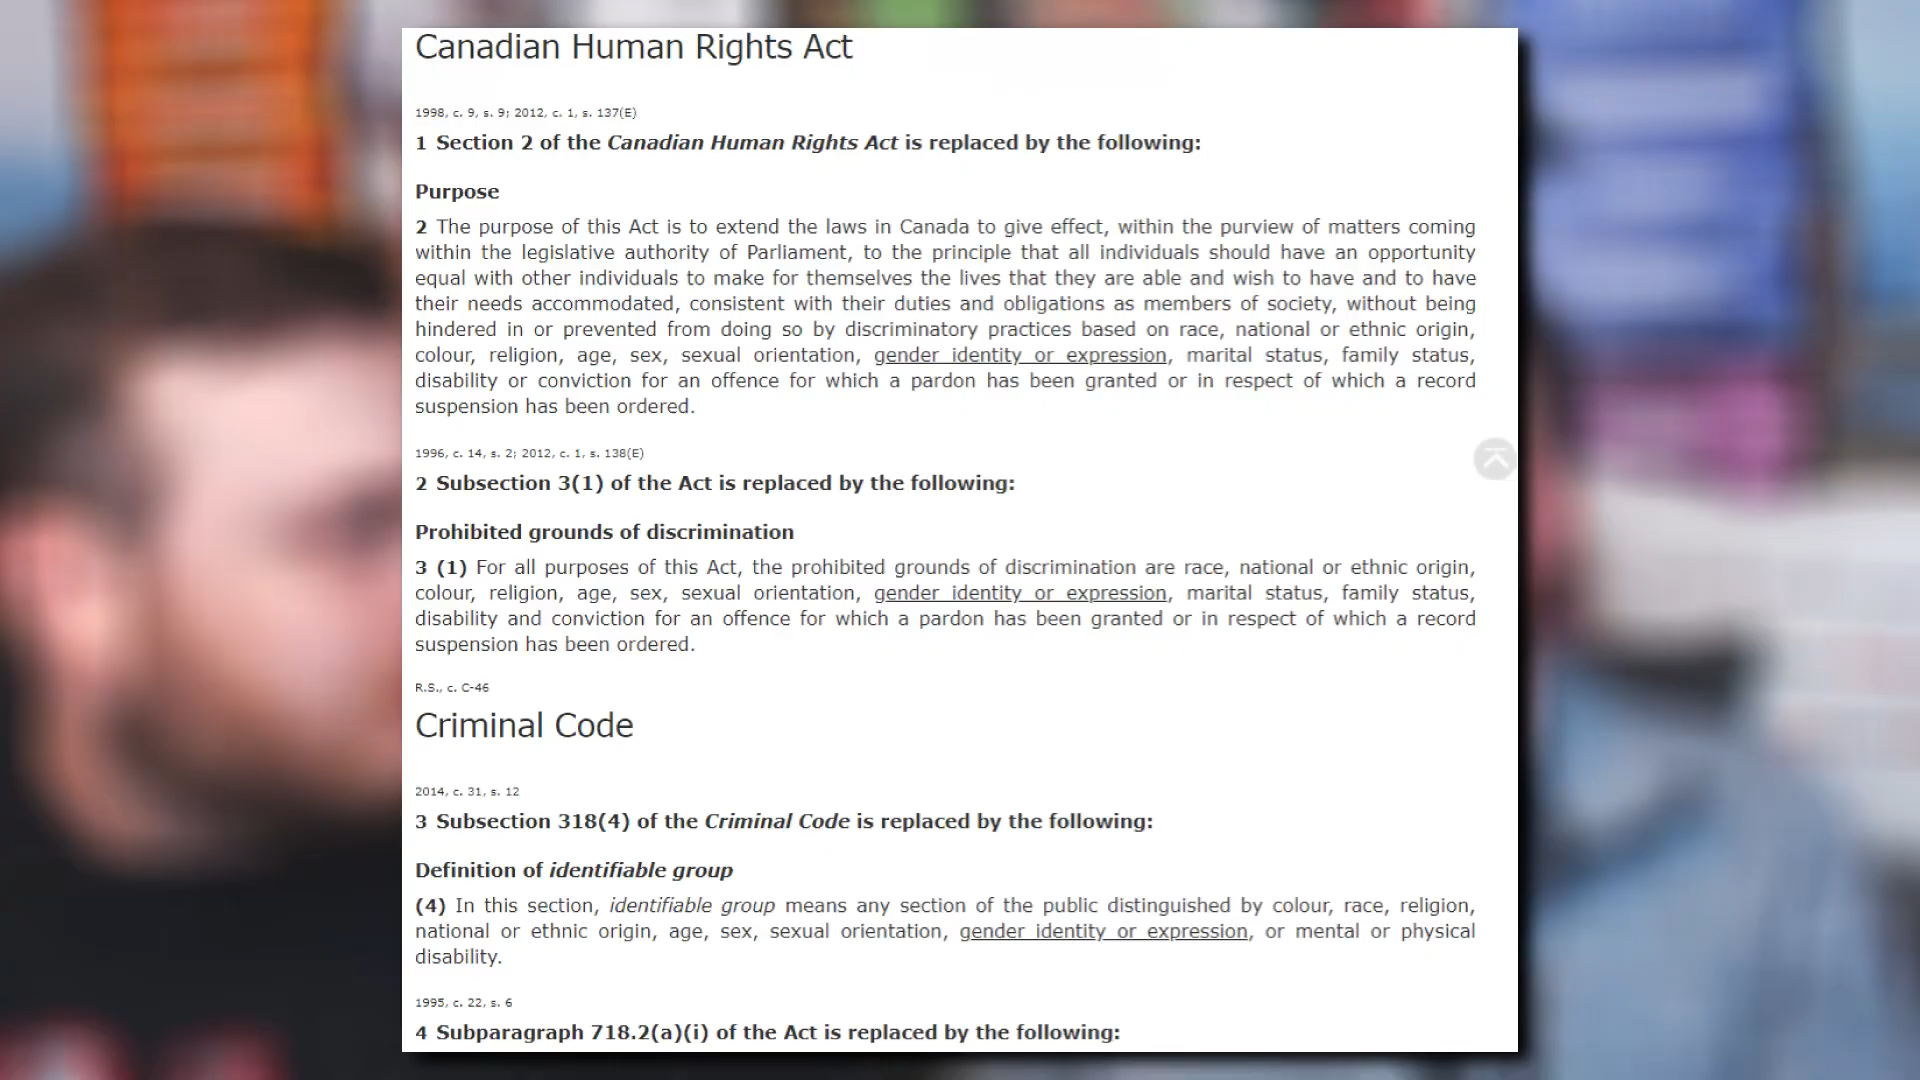 Canadian Human Rights Act
1998, c. 9, s. 9; 2012, c. 1, s. 137(E)
1 Section 2 of the Canadian Human Rights Act is replaced by the following:
Purpose
2 The purpose of this Act is to extend the laws in Canada to give effect, within the purview of matters coming
within the legislative authority of Parliament, to the principle that all individuals should have an opportunity
equal with other individuals to make for themselves the lives that they are able and wish to have and to have
their needs accommodated, consistent with their duties and obligations as members of society, without being
hindered in or prevented from doing so by discriminatory practices based on race, national or ethnic origin,
colour, religion, age, sex, sexual orientation, gender identity or expression, marital status, family status,
disability or conviction for an offence for which a pardon has been granted or in respect of which a record
suspension has been ordered.
1996, c. 14, s. 2; 2012, c. 1, s. 138(E)
2 Subsection 3(1) of the Act is replaced by the following:
Prohibited grounds of discrimination
3 (1) For all purposes of this Act, the prohibited grounds of discrimination are race, national or ethnic origin,
colour, religion, age, sex, sexual orientation, gender identity or expression, marital status, family status,
disability and conviction for an offence for which a pardon has been granted or in respect of which a record
suspension has been ordered.
R.S., c. C-46
Criminal Code
2014, c. 31, s. 12
3 Subsection 318(4) of the Criminal Code is replaced by the following:
Definition of identifiable group
(4) In this section, identifiable group means any section of the public distinguished by colour, race, religion,
national or ethnic origin, age, sex, sexual orientation, gender identity or expression, or mental or physical
disability.
1995, c. 22, s. 6
4 Subparagraph 718.2(a)(i) of the Act is replaced by the following: